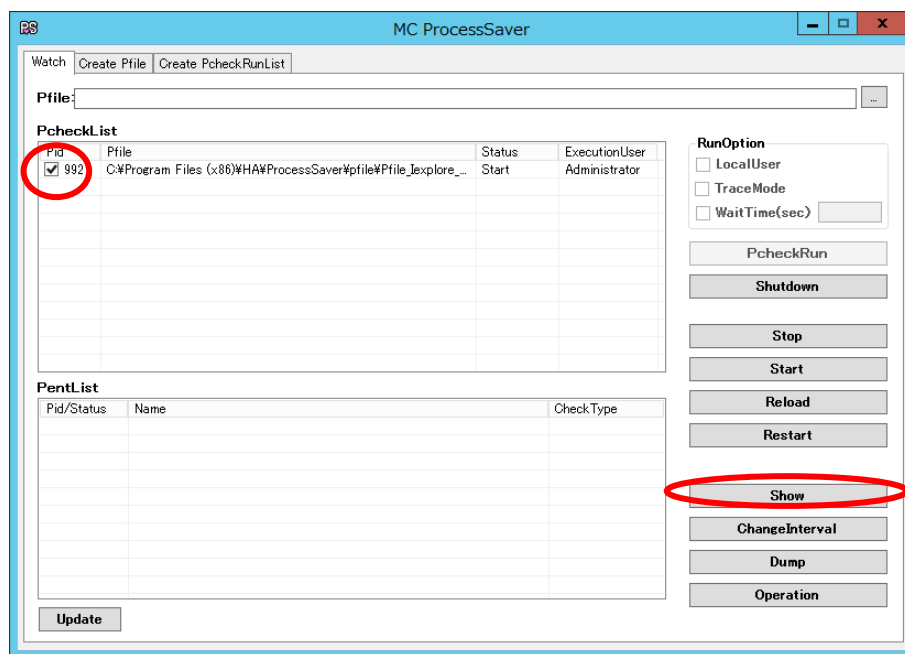 PS MC ProcessSaver
Watch Create Pfile Create PcheckRunList
Pfile: ...
PcheckList
Pid Pfile Status ExecutionUser
992 C:¥Program Files (x86)¥HA¥ProcessSaver¥pfile¥Pfile_Iexplore_... Start Administrator
RunOption
LocalUser
TraceMode
WaitTime(sec)
PcheckRun
Shutdown
Stop
Start
Reload
Restart
PentList
Pid/Status Name CheckType
Show
ChangeInterval
Dump
Operation
Update